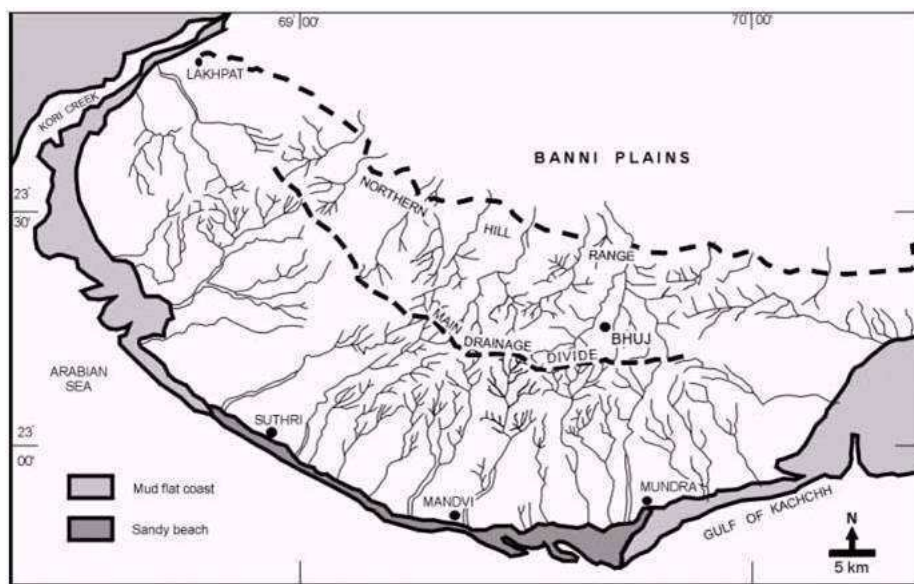 69°00'
70°00'
LAKHPAT
KORI CREEK
BANNI PLAINS
23°
30'
NORTHERN
HILL
RANGE
MAIN
DRAINAGE
DIVIDE
BHUJ
ARABIAN
SEA
SUTHRI
23°
00'
Mud flat coast
Sandy beach
MANDVI
MUNDRA
GULF OF KACHCHH
N
5 km